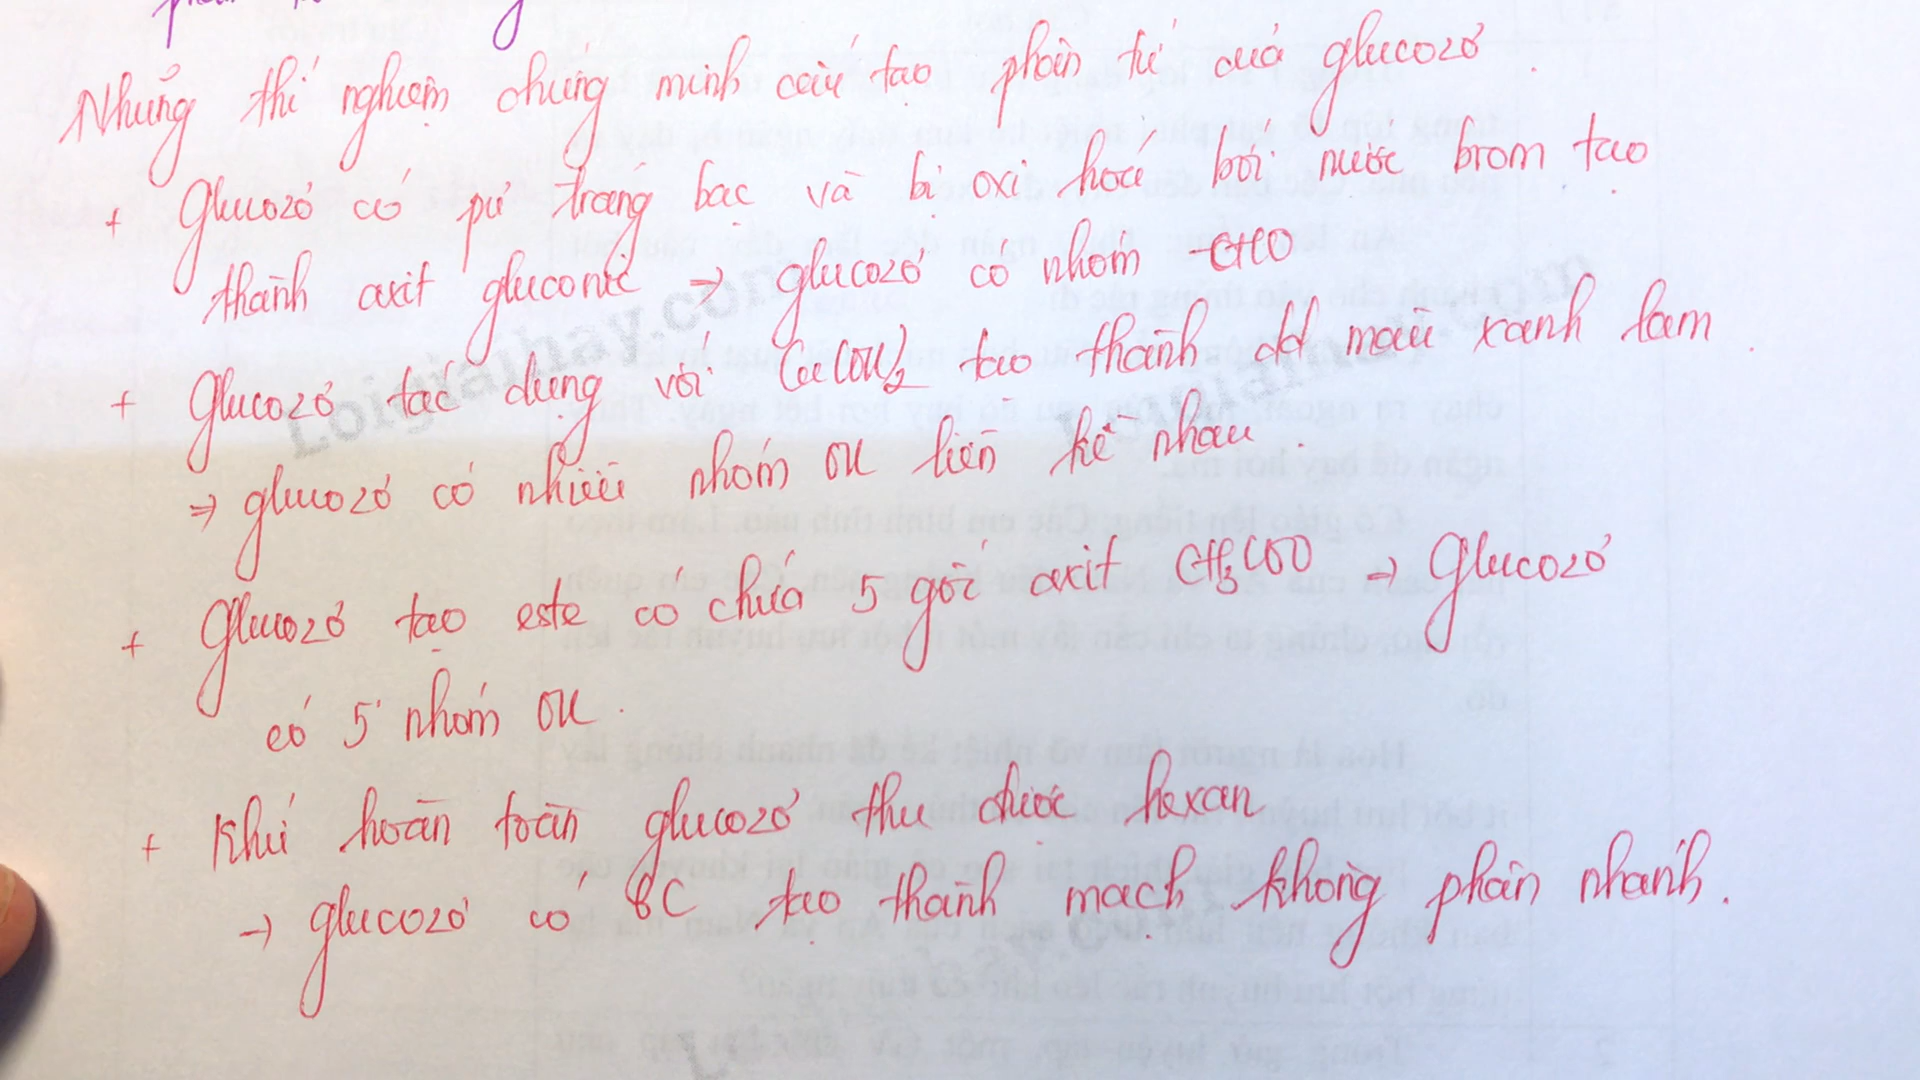 Những thí nghiệm chứng minh cấu tạo phân tử của glucozơ.
+ Glucozơ có pứ tráng bạc và bị oxi hoá bởi nước brom tạo
thành axit gluconic → glucozơ có nhóm -CHO
+ Glucozơ tác dụng với Cu(OH)2 tạo thành dd màu xanh lam.
⇒ glucozơ có nhiều nhóm OH liền kề nhau.
+ Glucozơ tạo este có chứa 5 gốc axit CH3COO → Glucozơ
có 5 nhóm OH.
+ Khử hoàn toàn glucozơ thu được hexan
→ glucozơ có 6C tạo thành mạch không phân nhánh.
Loigiaihay.com